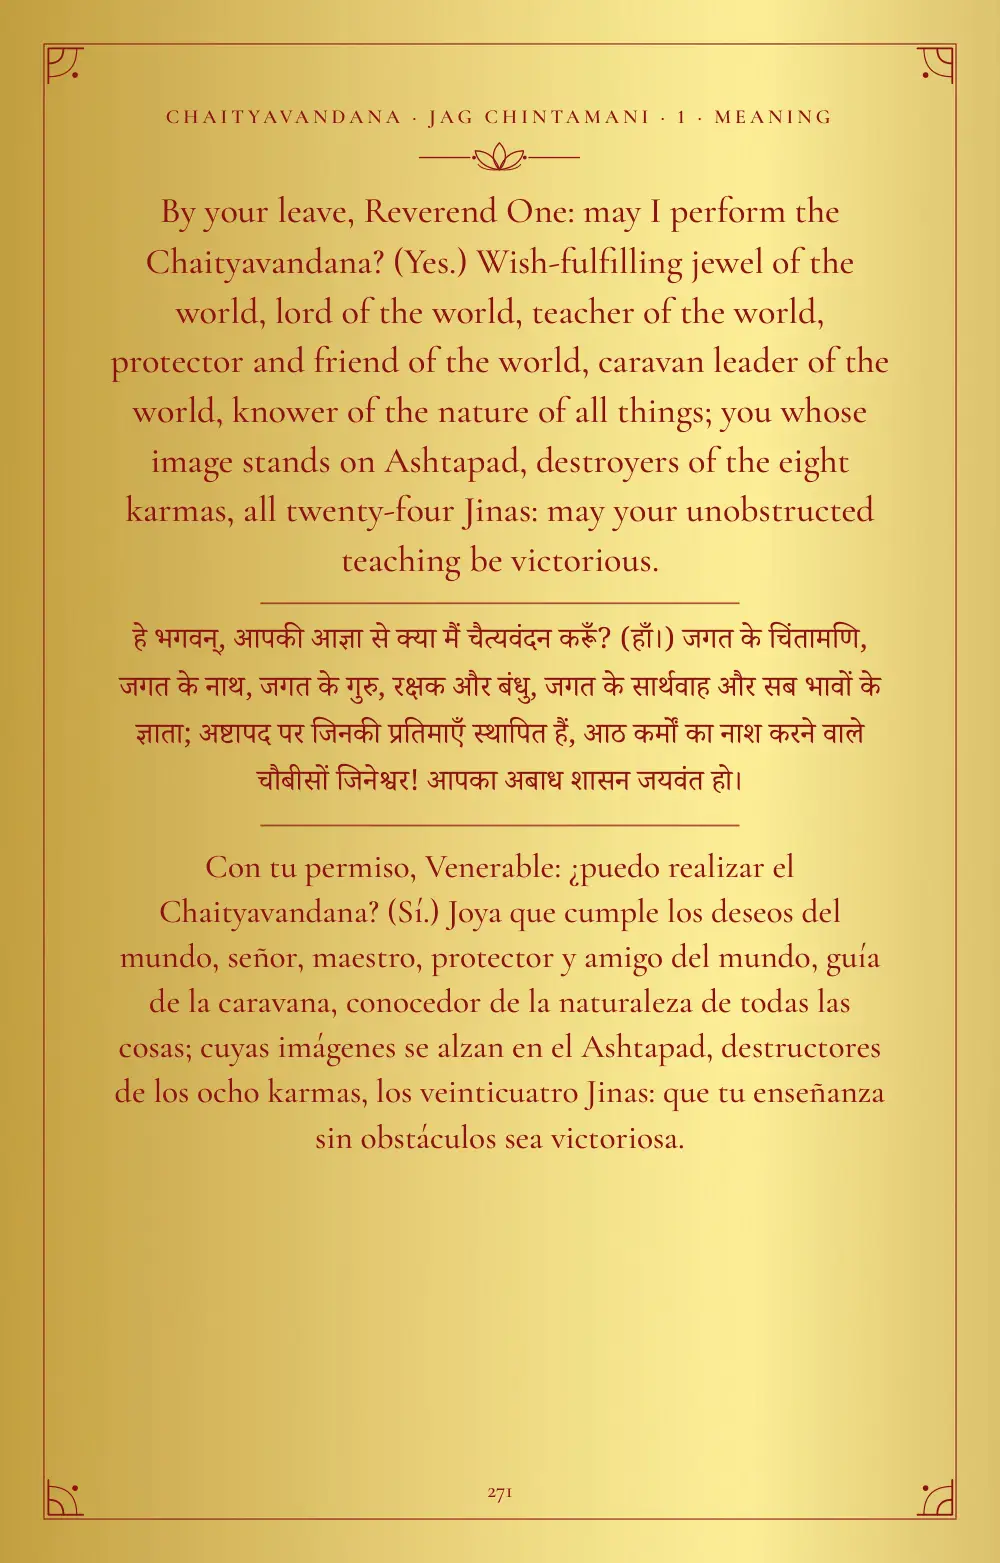 CHAITYAVANDANA · JAG CHINTAMANI · 1 · MEANING
By your leave, Reverend One: may I perform the
Chaityavandana? (Yes.) Wish-fulfilling jewel of the
world, lord of the world, teacher of the world,
protector and friend of the world, caravan leader of the
world, knower of the nature of all things; you whose
image stands on Ashtapad, destroyers of the eight
karmas, all twenty-four Jinas: may your unobstructed
teaching be victorious.
हे भगवन्, आपकी आज्ञा से क्या मैं चैत्यवंदन करूँ? (हाँ।) जगत के चिंतामणि,
जगत के नाथ, जगत के गुरु, रक्षक और बंधु, जगत के सार्थवाह और सब भावों के
ज्ञाता; अष्टापद पर जिनकी प्रतिमाएँ स्थापित हैं, आठ कर्मों का नाश करने वाले
चौबीसों जिनेश्वर! आपका अबाध शासन जयवंत हो।
Con tu permiso, Venerable: ¿puedo realizar el
Chaityavandana? (Sí.) Joya que cumple los deseos del
mundo, señor, maestro, protector y amigo del mundo, guía
de la caravana, conocedor de la naturaleza de todas las
cosas; cuyas imágenes se alzan en el Ashtapad, destructores
de los ocho karmas, los veinticuatro Jinas: que tu enseñanza
sin obstáculos sea victoriosa.
271